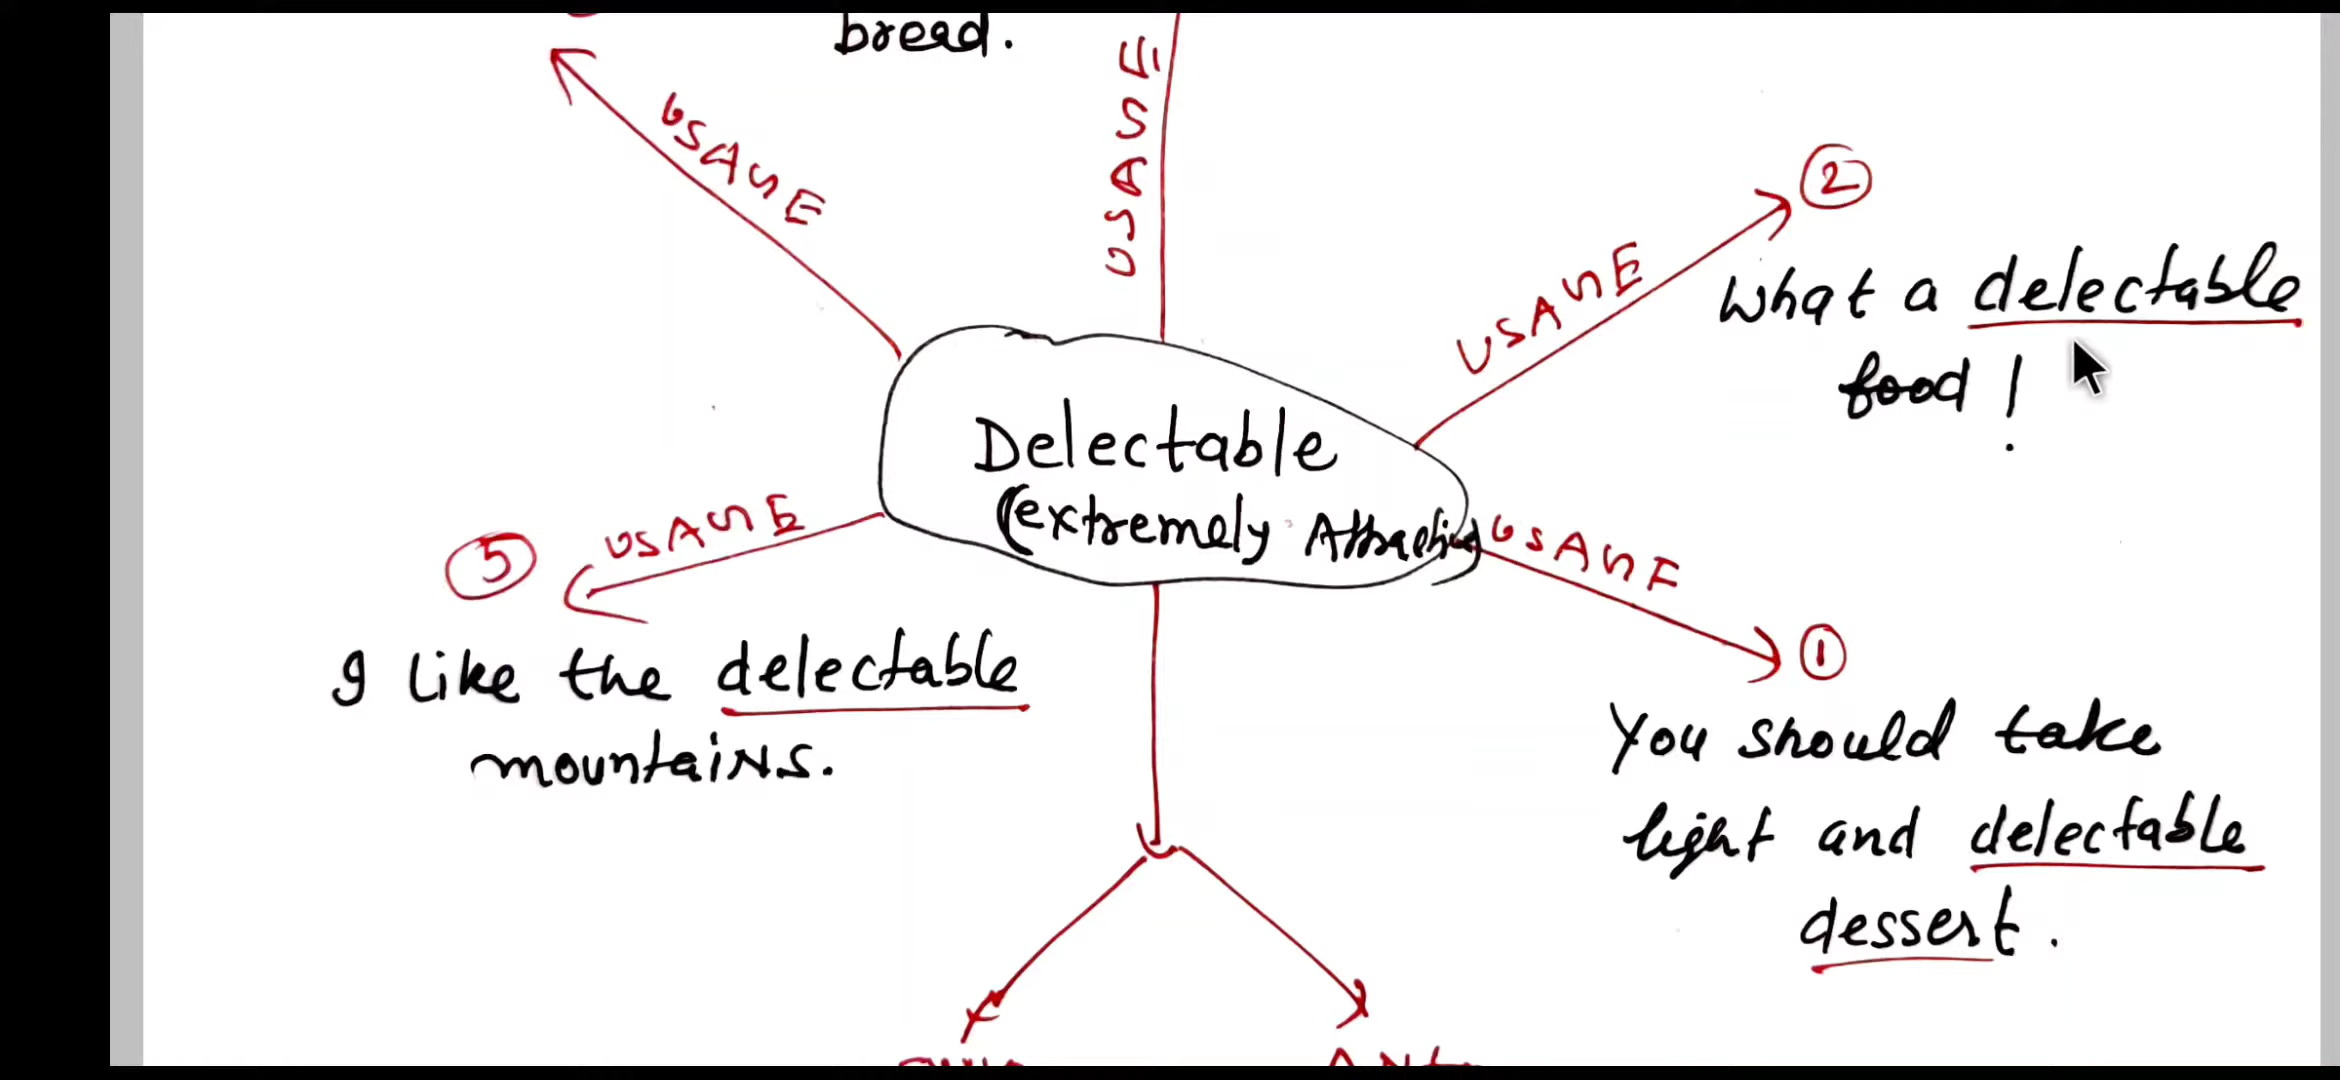 bread.
USAGE
USAGE
②
USAGE
What a delectable
food!
Delectable
(extremely Attracting)
USAGE
⑤
USAGE
①
I like the delectable
mountains.
You should take
light and delectable
dessert.